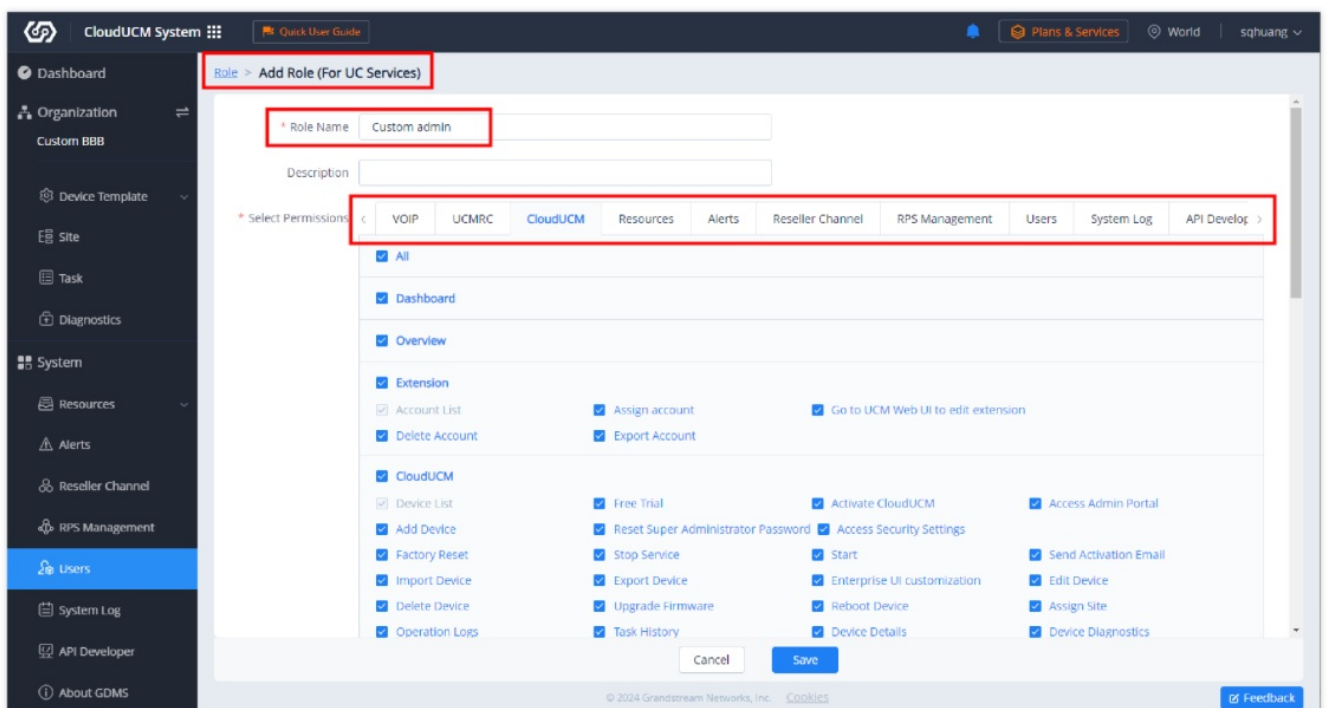 CloudUCM System
Quick User Guide
Plans & Services
World
sqhuang
Dashboard
Organization
Custom BBB
Device Template
Site
Task
Diagnostics
System
Resources
Alerts
Reseller Channel
RPS Management
Users
System Log
API Developer
About GDMS
Role > Add Role (For UC Services)
* Role Name Custom admin
Description
* Select Permissions < VOIP UCMRC CloudUCM Resources Alerts Reseller Channel RPS Management Users System Log API Develop >
All
Dashboard
Overview
Extension
Account List Assign account Go to UCM Web UI to edit extension
Delete Account Export Account
CloudUCM
Device List Free Trial Activate CloudUCM Access Admin Portal
Add Device Reset Super Administrator Password Access Security Settings
Factory Reset Stop Service Start Send Activation Email
Import Device Export Device Enterprise UI customization Edit Device
Delete Device Upgrade Firmware Reboot Device Assign Site
Operation Logs Task History Device Details Device Diagnostics
Cancel Save
© 2024 Grandstream Networks, Inc. Cookies
Feedback